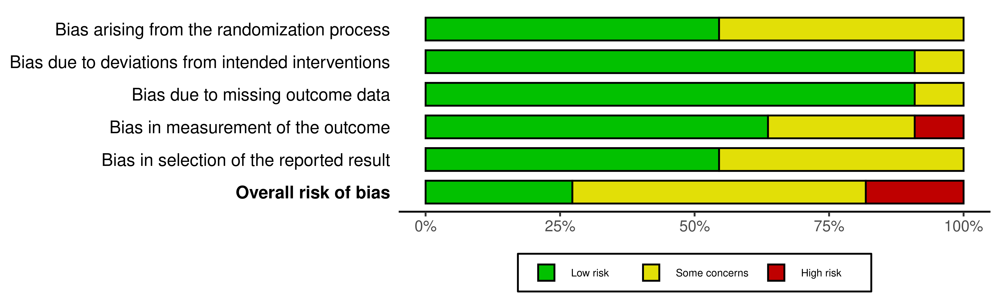 Bias arising from the randomization process
Bias due to deviations from intended interventions
Bias due to missing outcome data
Bias in measurement of the outcome
Bias in selection of the reported result
Overall risk of bias
0% 25% 50% 75% 100%
Low risk Some concerns High risk